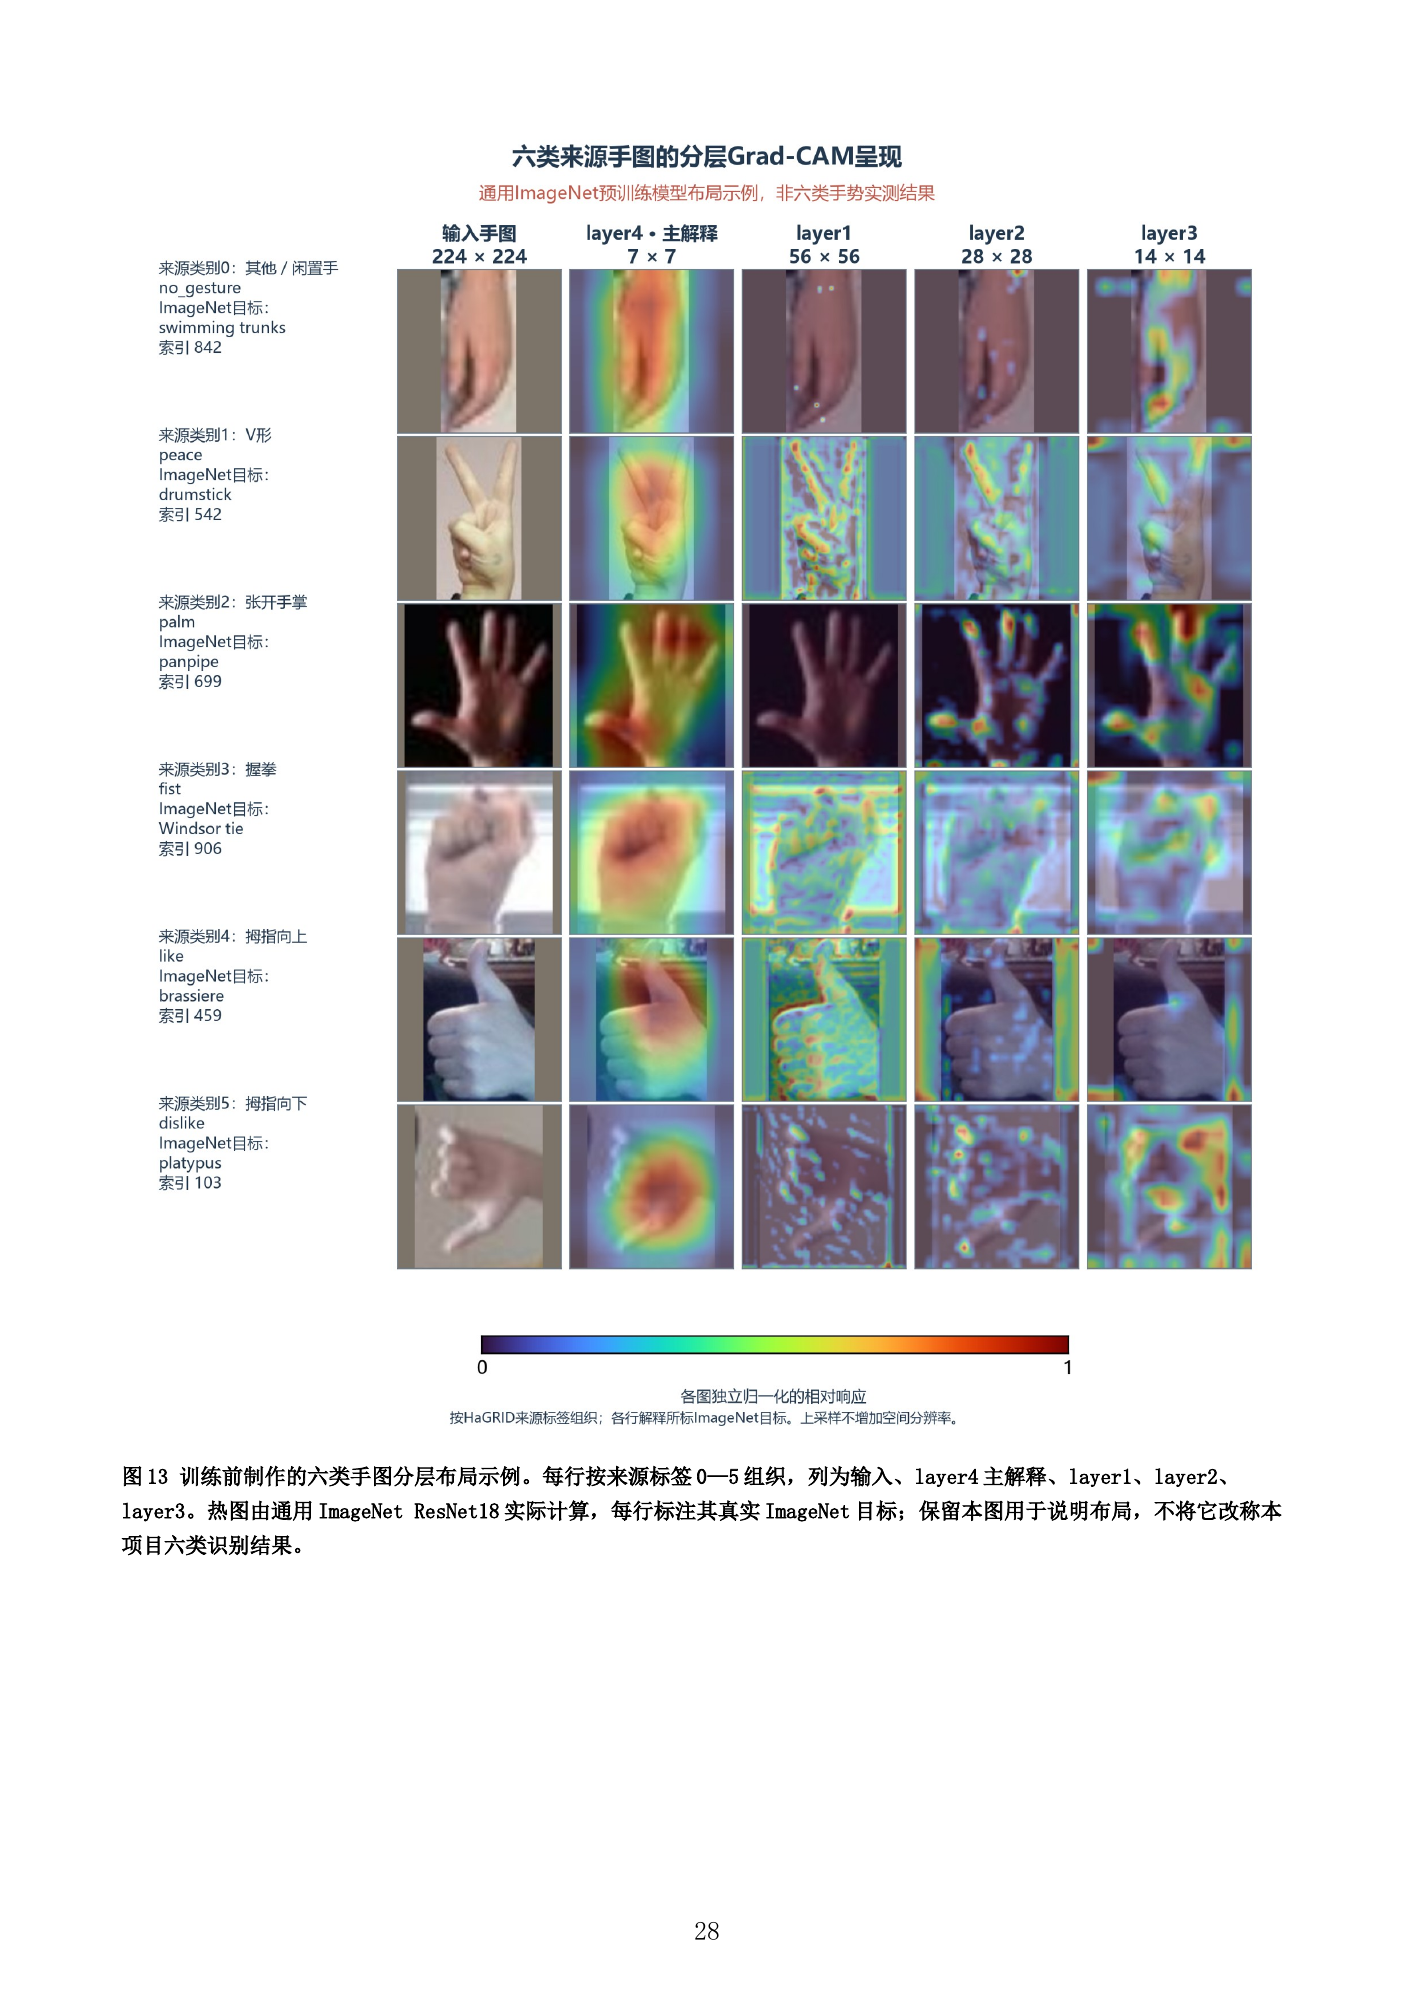 六类来源手图的分层Grad-CAM呈现
通用ImageNet预训练模型布局示例，非六类手势实测结果
输入手图
224 × 224
layer4 • 主解释
7 × 7
layer1
56 × 56
layer2
28 × 28
layer3
14 × 14
来源类别0：其他 / 闲置手
no_gesture
ImageNet目标：
swimming trunks
索引 842
来源类别1：V形
peace
ImageNet目标：
drumstick
索引 542
来源类别2：张开手掌
palm
ImageNet目标：
panpipe
索引 699
来源类别3：握拳
fist
ImageNet目标：
Windsor tie
索引 906
来源类别4：拇指向上
like
ImageNet目标：
brassiere
索引 459
来源类别5：拇指向下
dislike
ImageNet目标：
platypus
索引 103
0
1
各图独立归一化的相对响应
按HaGRID来源标签组织；各行解释所标ImageNet目标。上采样不增加空间分辨率。
图 13 训练前制作的六类手图分层布局示例。每行按来源标签 0—5 组织，列为输入、layer4 主解释、layer1、layer2、
layer3。热图由通用 ImageNet ResNet18 实际计算，每行标注其真实 ImageNet 目标；保留本图用于说明布局，不将它改称本
项目六类识别结果。
28